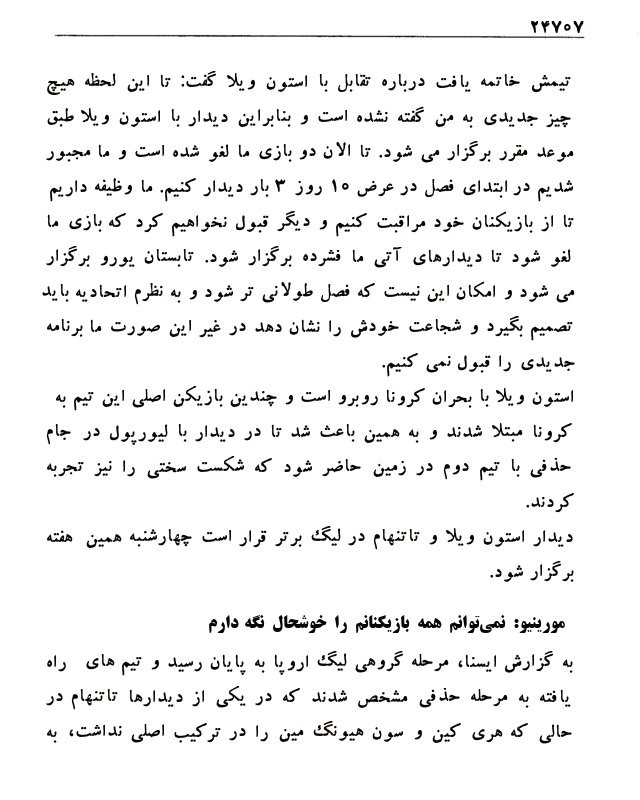 ۲۴۷۰۷
تیمش خاتمه یافت درباره تقابل با استون ویلا گفت: تا این لحظه هیچ
چیز جدیدی به من گفته نشده است و بنابراین دیدار با استون ویلا طبق
موعد مقرر برگزار می شود. تا الان دو بازی ما لغو شده است و ما مجبور
شدیم در ابتدای فصل در عرض ۱۵ روز ۳ بار دیدار کنیم. ما وظیفه داریم
تا از بازیکنان خود مراقبت کنیم و دیگر قبول نخواهیم کرد که بازی ما
لغو شود تا دیدارهای آتی ما فشرده برگزار شود. تابستان یورو برگزار
می شود و امکان این نیست که فصل طولانی تر شود و به نظرم اتحادیه باید
تصمیم بگیرد و شجاعت خودش را نشان دهد در غیر این صورت ما برنامه
جدیدی را قبول نمی کنیم.
استون ویلا با بحران کرونا روبرو است و چندین بازیکن اصلی این تیم به
کرونا مبتلا شدند و به همین باعث شد تا در دیدار با لیورپول در جام
حذفی با تیم دوم در زمین حاضر شود که شکست سختی را نیز تجربه
کردند.
دیدار استون ویلا و تاتنهام در لیگ برتر قرار است چهارشنبه همین هفته
برگزار شود.
مورینیو: نمی‌توانم همه بازیکنانم را خوشحال نگه دارم
به گزارش ایسنا، مرحله گروهی لیگ اروپا به پایان رسید و تیم های راه
یافته به مرحله حذفی مشخص شدند که در یکی از دیدارها تاتنهام در
حالی که هری کین و سون هیونگ مین را در ترکیب اصلی نداشت، به